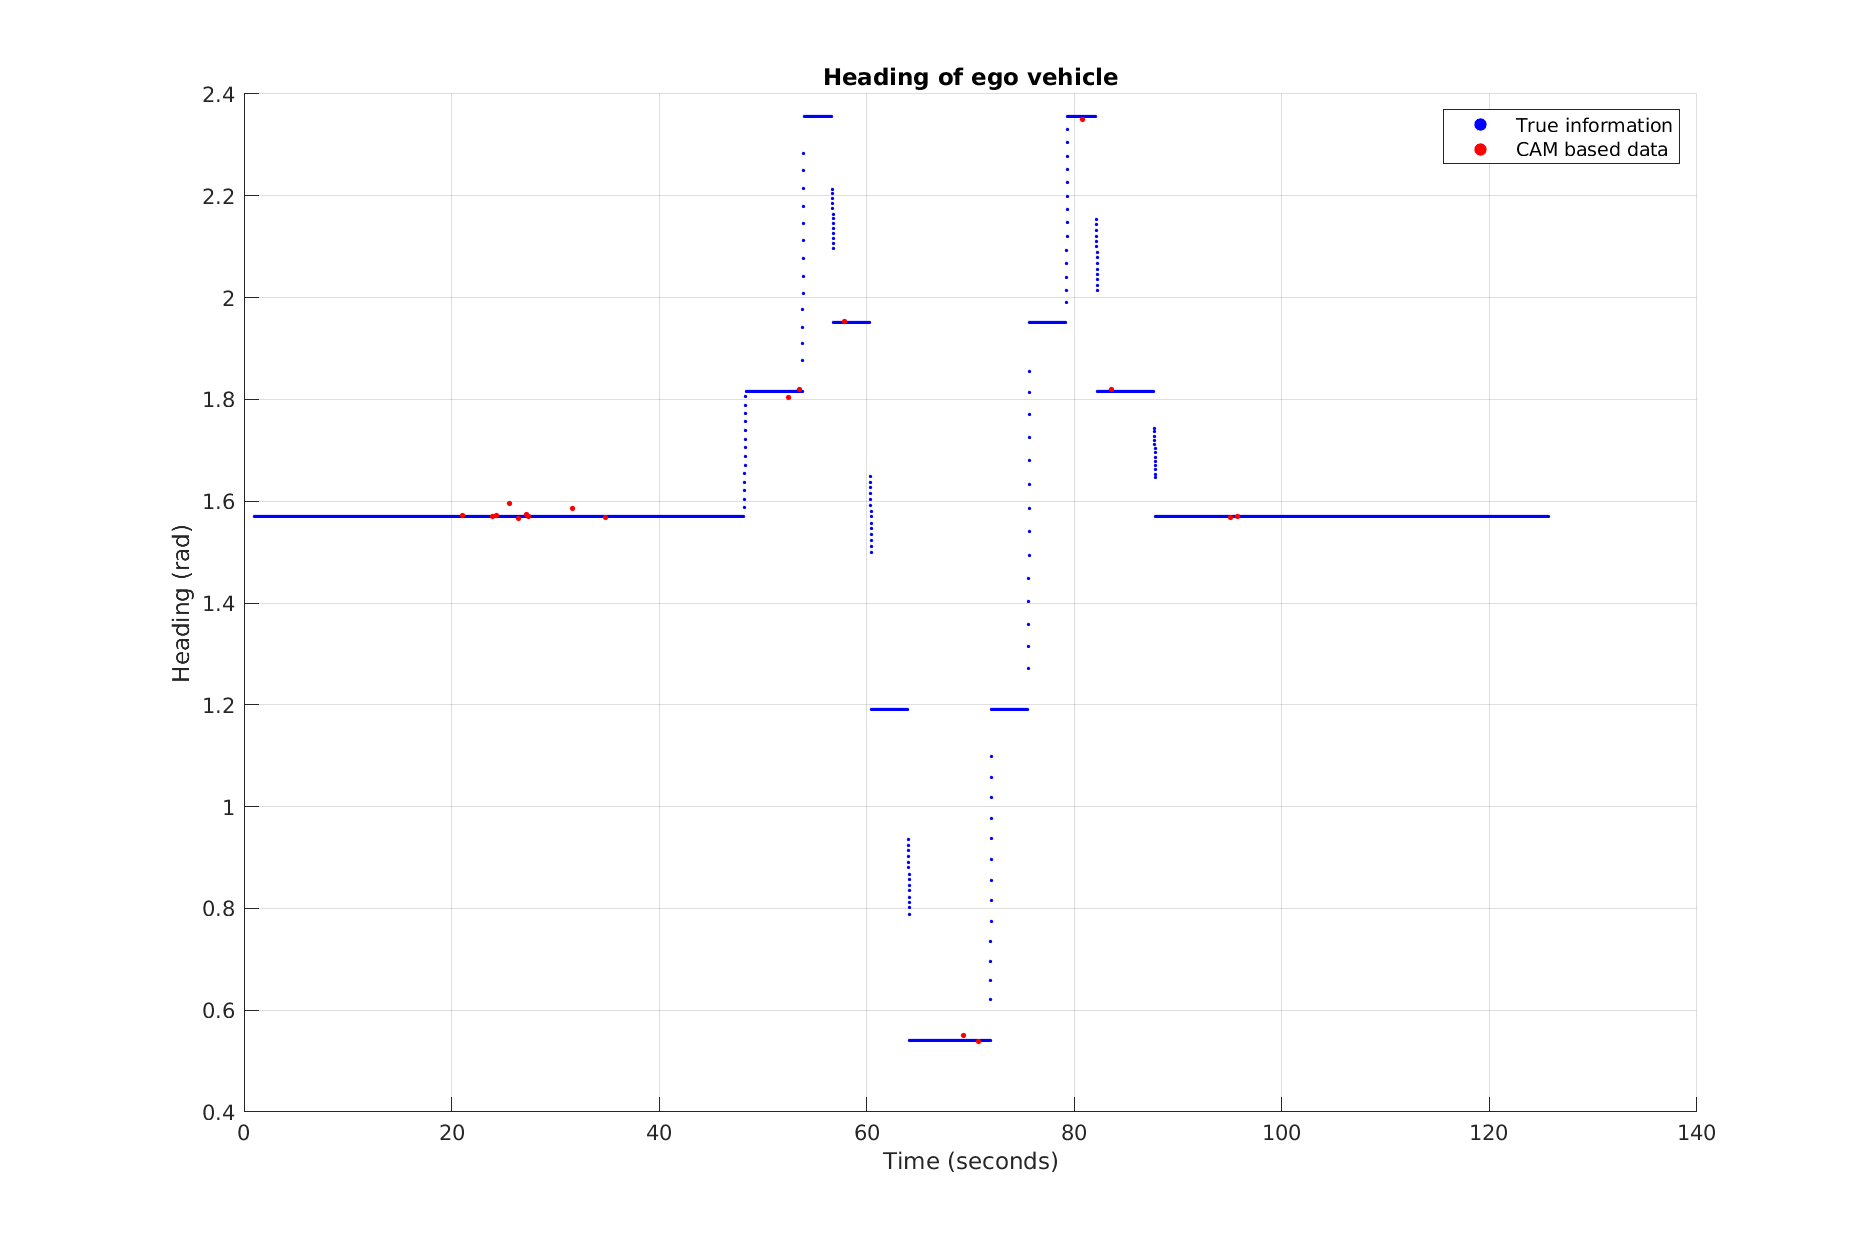 Heading of ego vehicle
True information
CAM based data
2.4
2.2
2
1.8
1.6
1.4
1.2
1
0.8
0.6
0.4
Heading (rad)
0 20 40 60 80 100 120 140
Time (seconds)